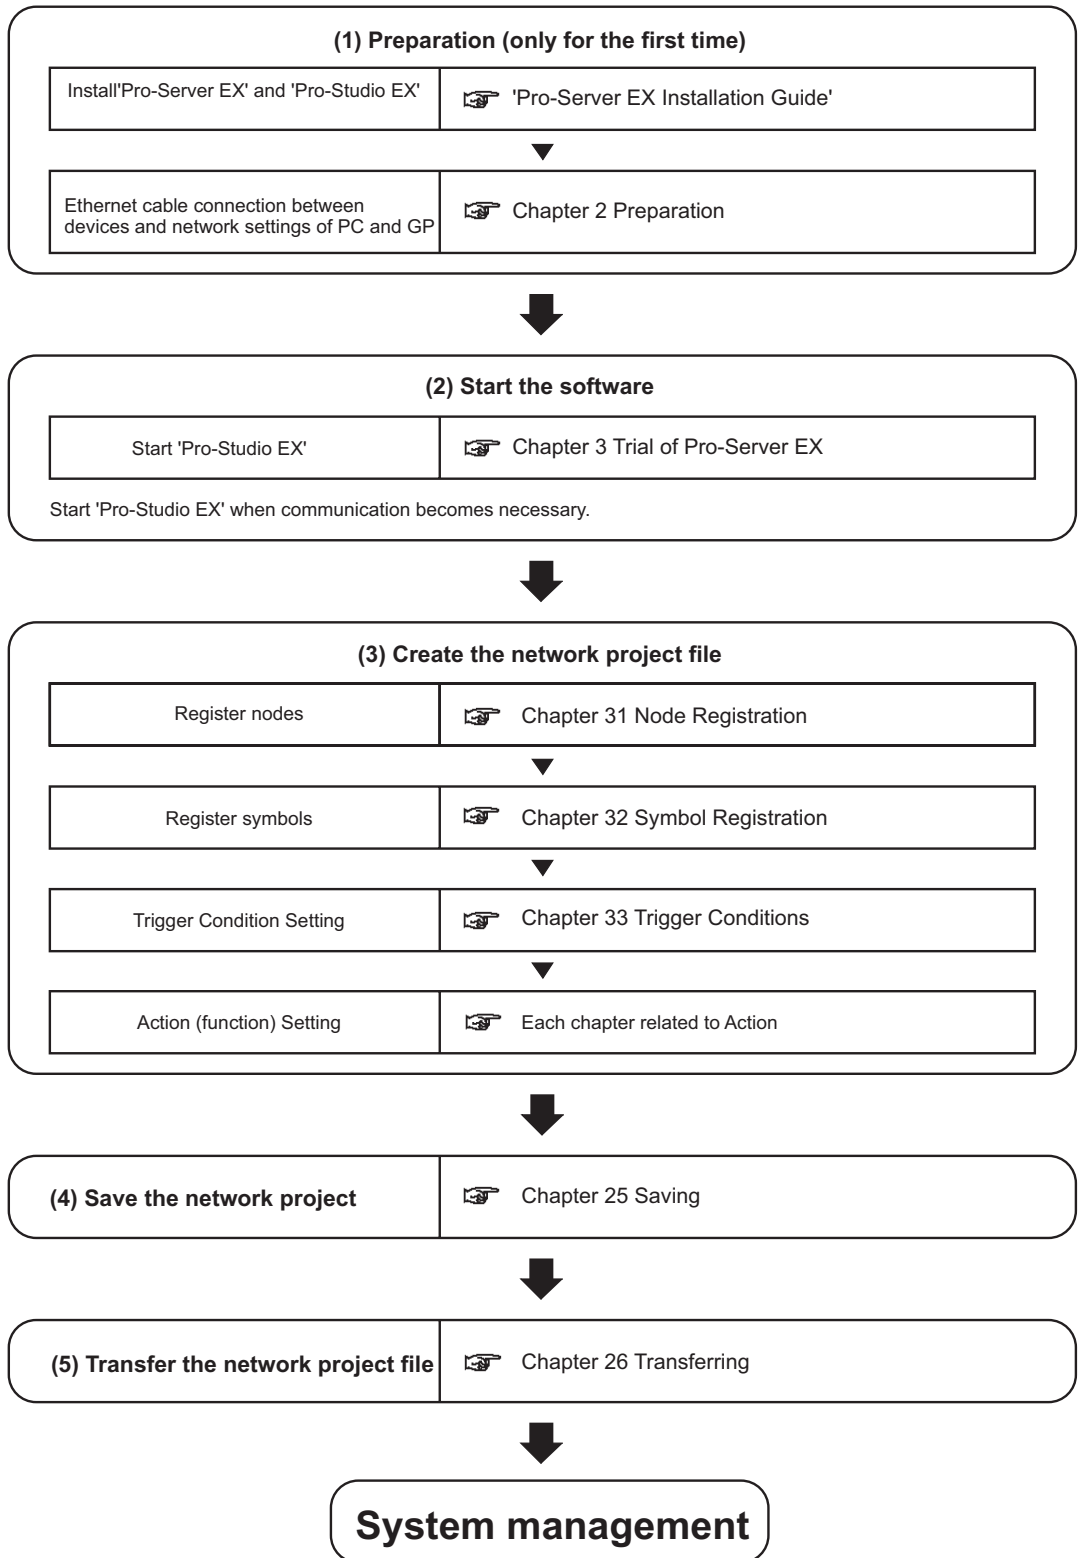 (1) Preparation (only for the first time)
Install'Pro-Server EX' and 'Pro-Studio EX'
'Pro-Server EX Installation Guide'
Ethernet cable connection between
devices and network settings of PC and GP
Chapter 2 Preparation
(2) Start the software
Start 'Pro-Studio EX'
Chapter 3 Trial of Pro-Server EX
Start 'Pro-Studio EX' when communication becomes necessary.
(3) Create the network project file
Register nodes
Chapter 31 Node Registration
Register symbols
Chapter 32 Symbol Registration
Trigger Condition Setting
Chapter 33 Trigger Conditions
Action (function) Setting
Each chapter related to Action
(4) Save the network project
Chapter 25 Saving
(5) Transfer the network project file
Chapter 26 Transferring
System management